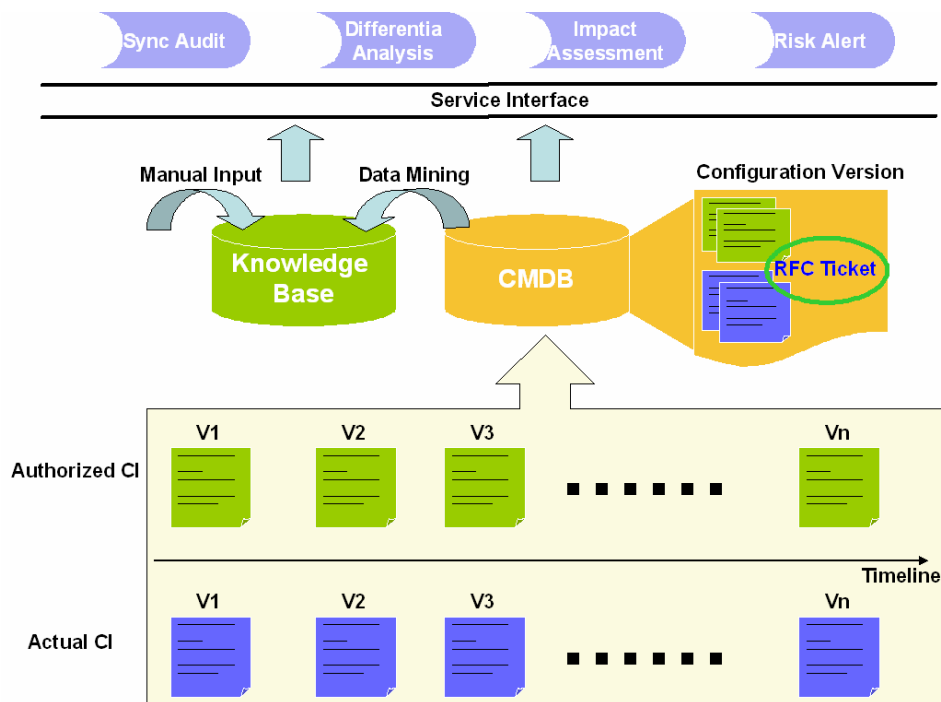 Sync Audit
Differentia
Analysis
Impact
Assessment
Risk Alert
Service Interface
Manual Input
Data Mining
Configuration Version
Knowledge
Base
CMDB
RFC Ticket
V1
V2
V3
Vn
Authorized CI
Timeline
V1
V2
V3
Vn
Actual CI